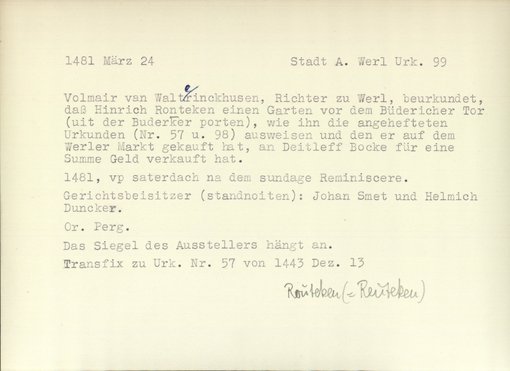 1481 März 24 Stadt A. Werl Urk. 99
Volmair van Walterinckhusen, Richter zu Werl, beurkundet,
daß Hinrich Ronteken einen Garten vor dem Büdericher Tor
(uit der Buderker porten), wie ihn die angehefteten
Urkunden (Nr. 57 u. 98) ausweisen und den er auf dem
Werler Markt gekauft hat, an Deitleff Bocke für eine
Summe Geld verkauft hat.
1481, vp saterdach na dem sundage Reminiscere.
Gerichtsbeisitzer (standnoiten): Johan Smet und Helmich
Duncker.
Or. Perg.
Das Siegel des Ausstellers hängt an.
Transfix zu Urk. Nr. 57 von 1443 Dez. 13
Routeken (= Reuteken)